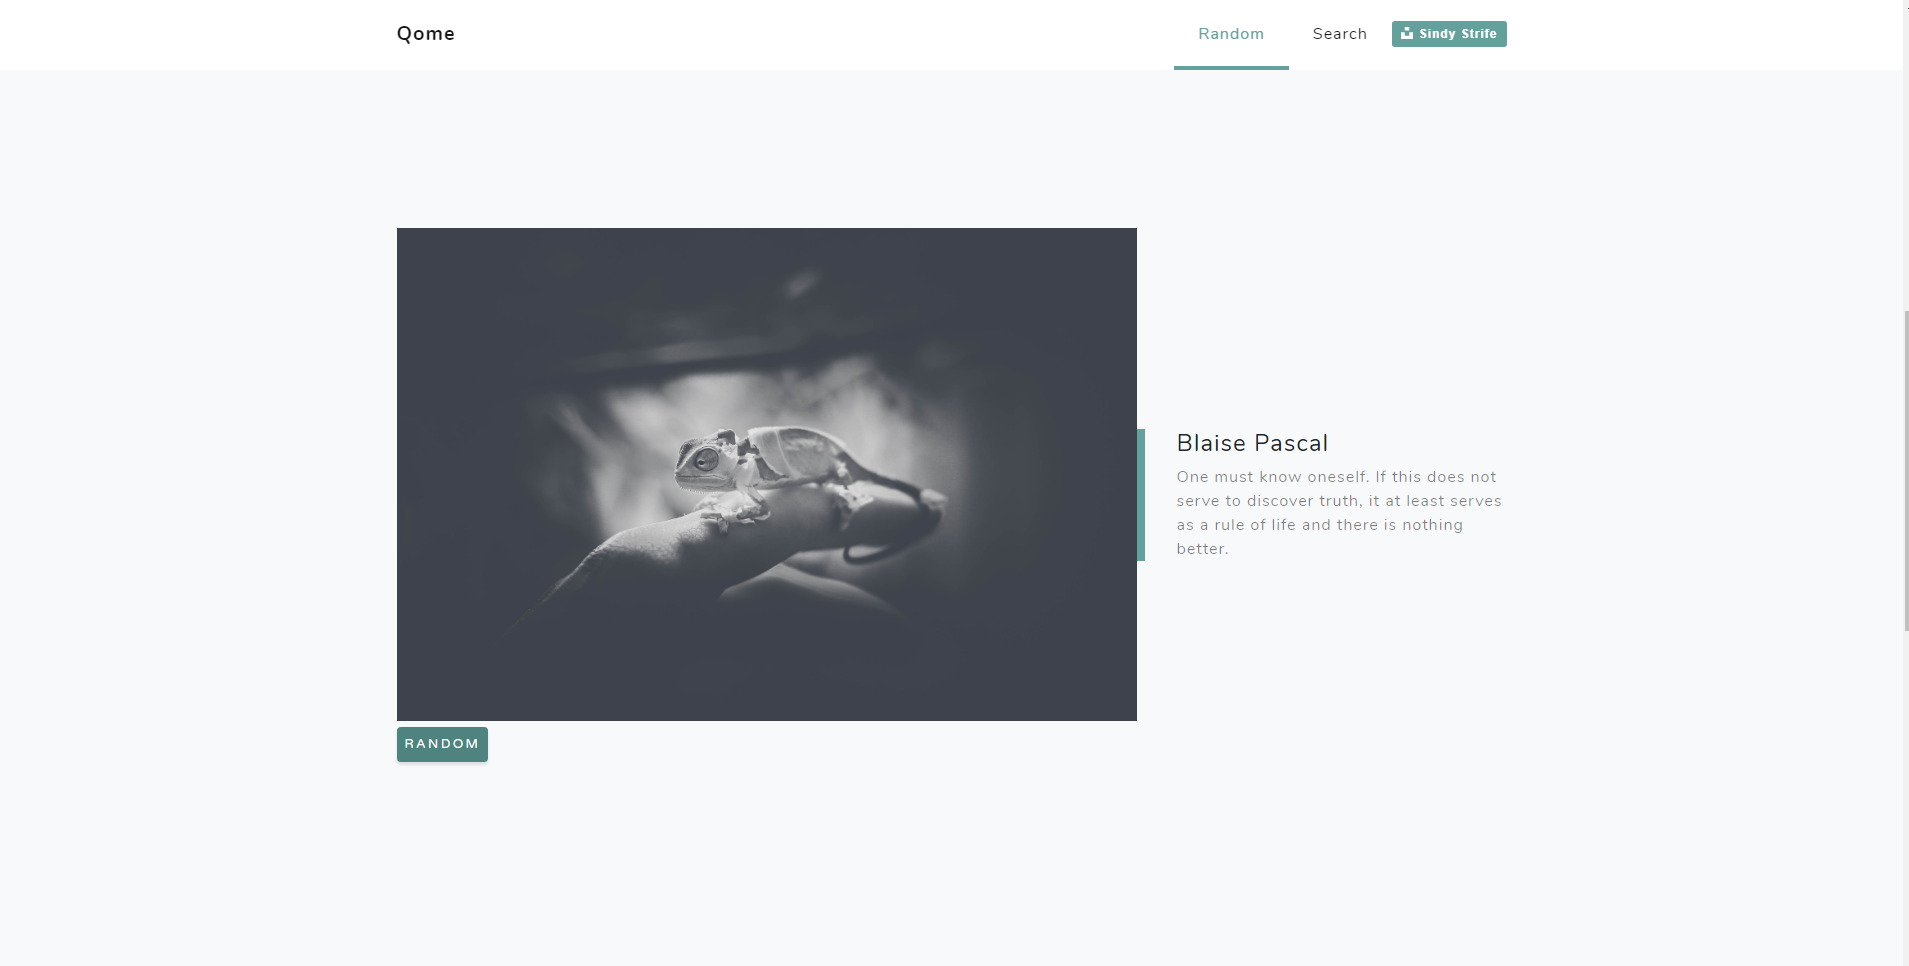 Qome
Random
Search
Sindy Strife
Blaise Pascal
One must know oneself. If this does not
serve to discover truth, it at least serves
as a rule of life and there is nothing
better.
RANDOM